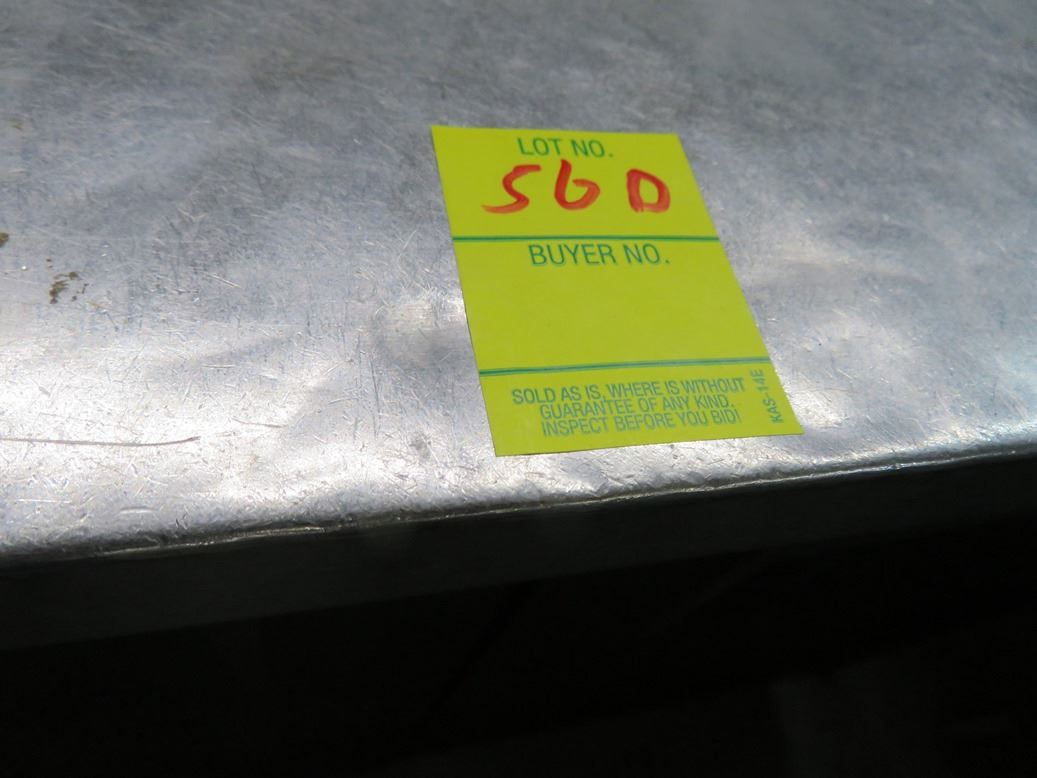 LOT NO.
56D
BUYER NO.
SOLD AS IS, WHERE IS WITHOUT
GUARANTEE OF ANY KIND.
INSPECT BEFORE YOU BID!
KAS-14E